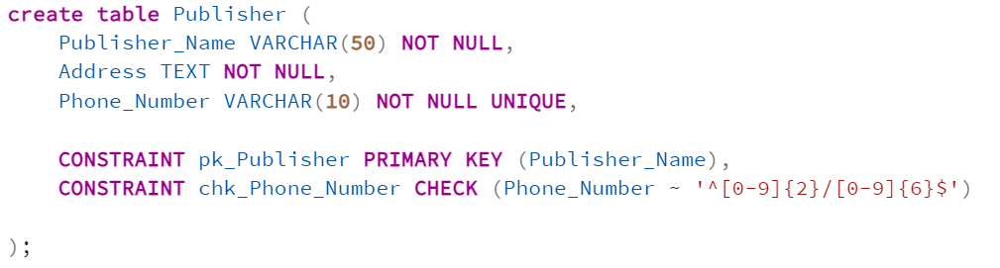 create table Publisher (
    Publisher_Name VARCHAR(50) NOT NULL,
    Address TEXT NOT NULL,
    Phone_Number VARCHAR(10) NOT NULL UNIQUE,
    CONSTRAINT pk_Publisher PRIMARY KEY (Publisher_Name),
    CONSTRAINT chk_Phone_Number CHECK (Phone_Number ~ '^[0-9]{2}/[0-9]{6}$')
);